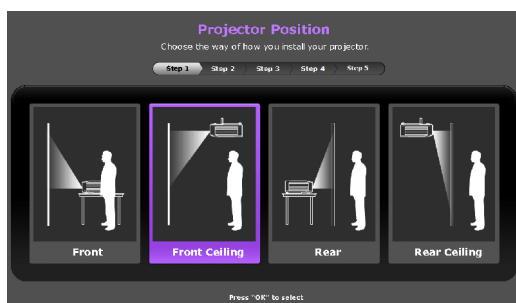 Projector Position
Choose the way of how you install your projector.
Step 1 Step 2 Step 3 Step 4 Step 5
Front Front Ceiling Rear Rear Ceiling
Press "OK" to select